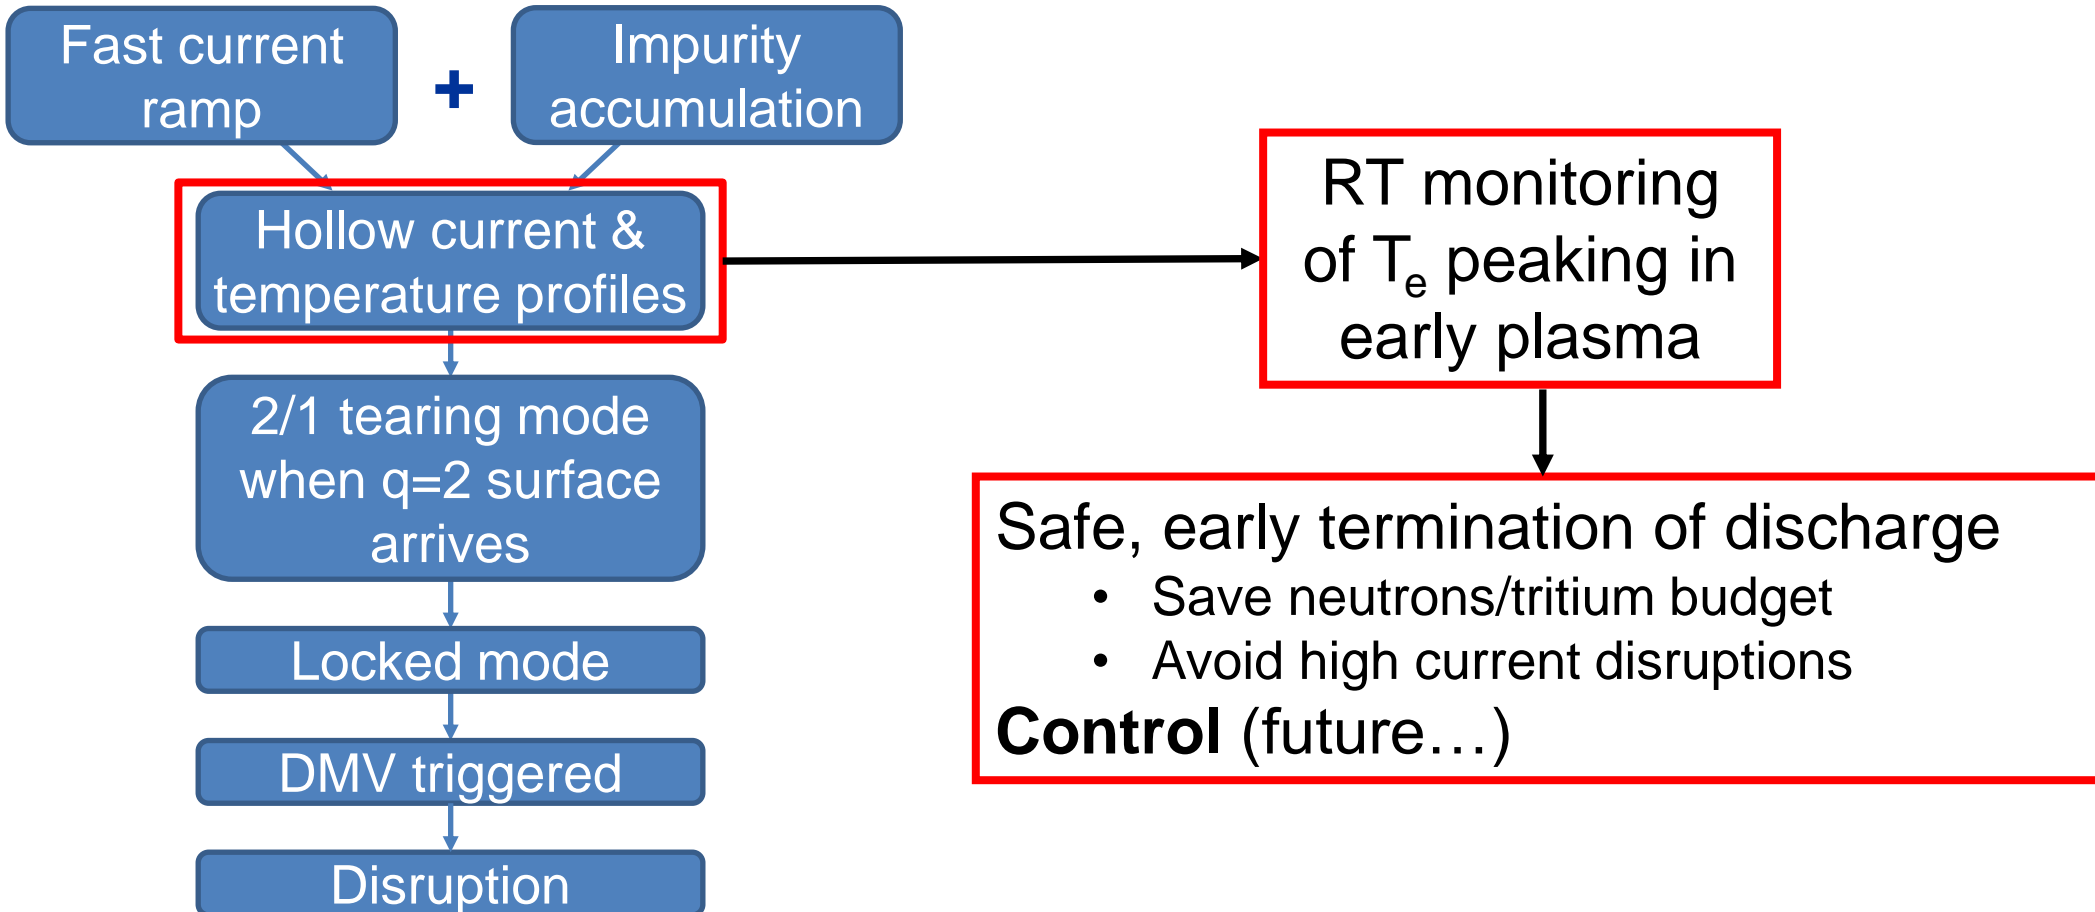 Fast current
ramp
+
Impurity
accumulation
Hollow current &
temperature profiles
2/1 tearing mode
when q=2 surface
arrives
Locked mode
DMV triggered
Disruption
RT monitoring
of Te peaking in
early plasma
Safe, early termination of discharge
• Save neutrons/tritium budget
• Avoid high current disruptions
Control (future…)